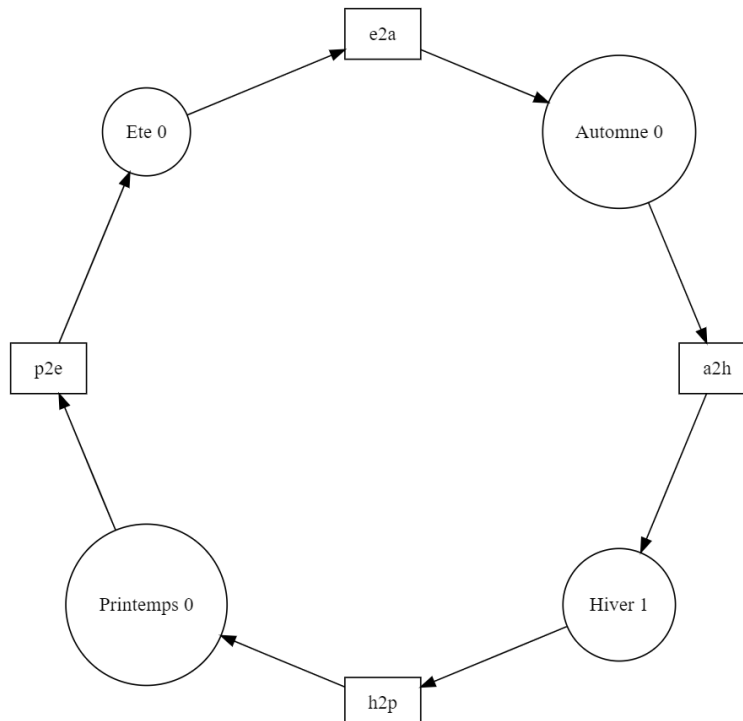 e2a
Ete 0
Automne 0
p2e
a2h
Printemps 0
Hiver 1
h2p